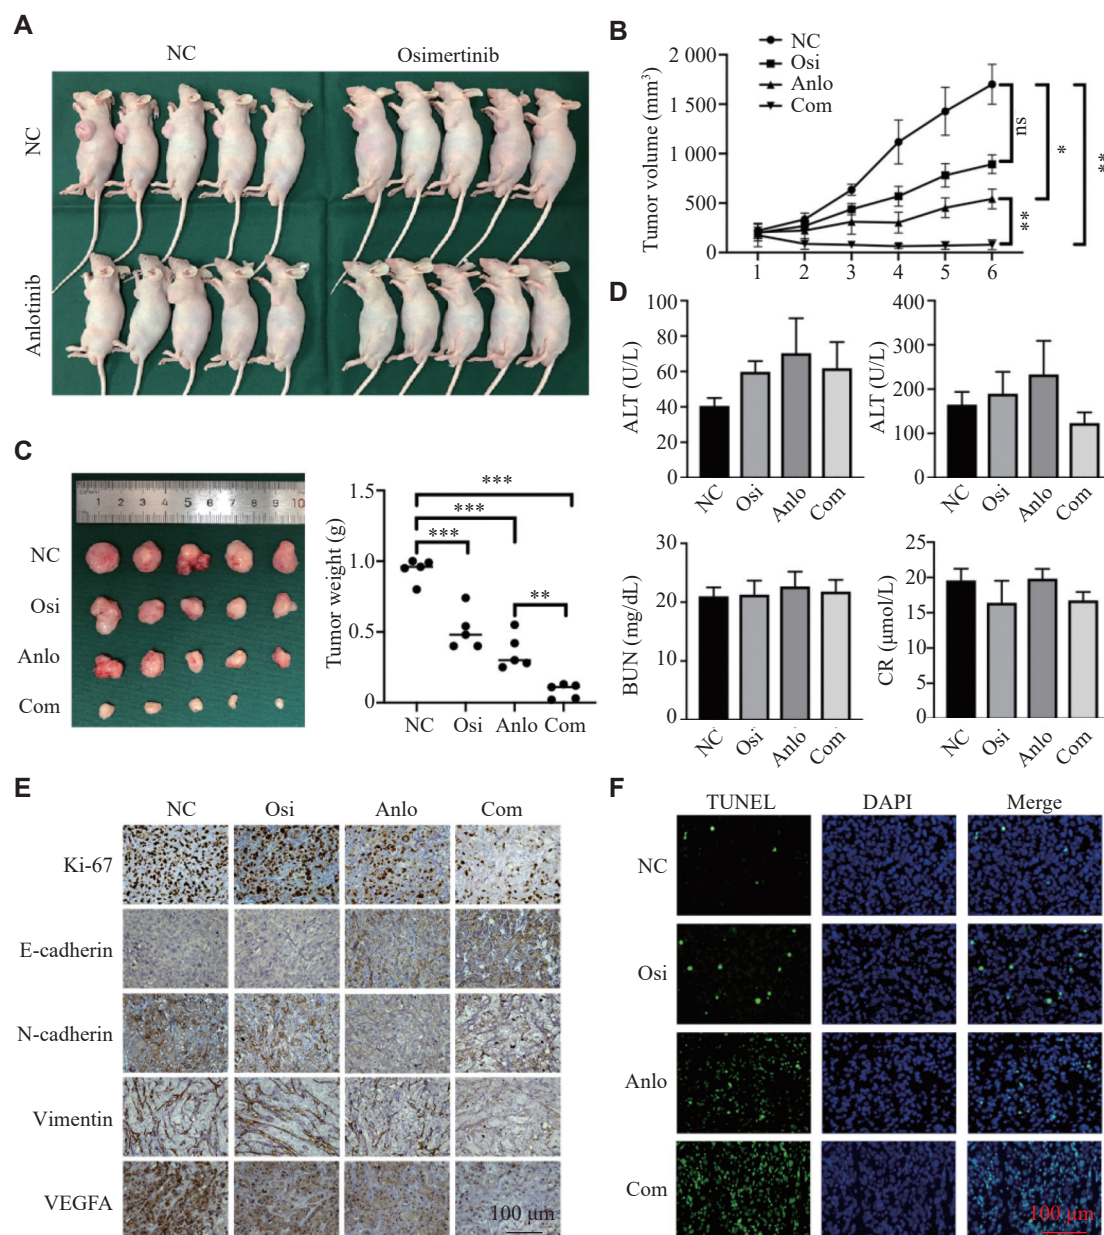 A
NC
Osimertinib
NC
Anlotinib
B
NC
Osi
Anlo
Com
Tumor volume (mm³)
2 000
1 500
1 000
500
0
1 2 3 4 5 6
ns
*
**
**
C
1 2 3 4 5 6 7 8 9 10
NC
Osi
Anlo
Com
Tumor weight (g)
1.5
1.0
0.5
0
***
***
***
**
NC Osi Anlo Com
D
ALT (U/L)
100
80
60
40
20
0
NC Osi Anlo Com
ALT (U/L)
400
300
200
100
0
NC Osi Anlo Com
BUN (mg/dL)
30
20
10
0
NC Osi Anlo Com
CR (μmol/L)
25
20
15
10
5
0
NC Osi Anlo Com
E
NC Osi Anlo Com
Ki-67
E-cadherin
N-cadherin
Vimentin
VEGFA
100 μm
F
TUNEL DAPI Merge
NC
Osi
Anlo
Com
100 μm